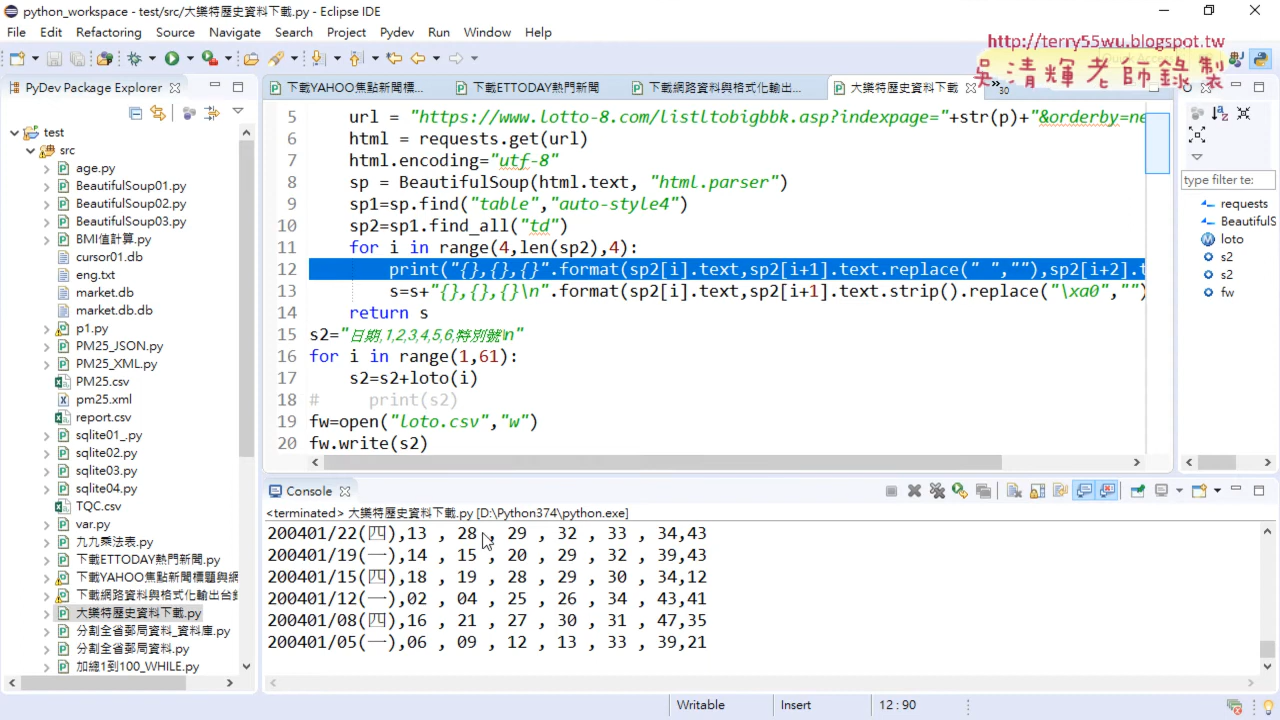 python_workspace - test/src/大樂特歷史資料下載.py - Eclipse IDE
File Edit Refactoring Source Navigate Search Project Pydev Run Window Help
http://terry55wu.blogspot.tw
吳清輝老師錄製
PyDev Package Explorer
下載YAHOO焦點新聞標... 下載ETTODAY熱門新聞 下載網路資料與格式化輸出... 大樂特歷史資料下載 30
test
src
age.py
BeautifulSoup01.py
BeautifulSoup02.py
BeautifulSoup03.py
BMI值計算.py
cursor01.db
eng.txt
market.db
market.db.db
p1.py
PM25_JSON.py
PM25_XML.py
PM25.csv
pm25.xml
report.csv
sqlite01_.py
sqlite02.py
sqlite03.py
sqlite04.py
TQC.csv
var.py
九九乘法表.py
下載ETTODAY熱門新聞.py
下載YAHOO焦點新聞標題與網
下載網路資料與格式化輸出台銀
大樂特歷史資料下載.py
分割全省郵局資料_資料庫.py
分割全省郵局資料.py
加總1到100_WHILE.py
5 url = "https://www.lotto-8.com/listltobigbbk.asp?indexpage="+str(p)+"&orderby=ne
6 html = requests.get(url)
7 html.encoding="utf-8"
8 sp = BeautifulSoup(html.text, "html.parser")
9 sp1=sp.find("table","auto-style4")
10 sp2=sp1.find_all("td")
11 for i in range(4,len(sp2),4):
12 print("{},{},{}".format(sp2[i].text,sp2[i+1].text.replace(" ",""),sp2[i+2].t
13 s=s+"{},{},{}\n".format(sp2[i].text,sp2[i+1].text.strip().replace("\xa0","")
14 return s
15 s2="日期,1,2,3,4,5,6,特別號\n"
16 for i in range(1,61):
17 s2=s2+loto(i)
18 # print(s2)
19 fw=open("loto.csv","w")
20 fw.write(s2)
type filter te:
requests
BeautifulS
loto
s2
s2
fw
Console
<terminated> 大樂特歷史資料下載.py [D:\Python374\python.exe]
200401/22(四),13 , 28 , 29 , 32 , 33 , 34,43
200401/19(一),14 , 15 , 20 , 29 , 32 , 39,43
200401/15(四),18 , 19 , 28 , 29 , 30 , 34,12
200401/12(一),02 , 04 , 25 , 26 , 34 , 43,41
200401/08(四),16 , 21 , 27 , 30 , 31 , 47,35
200401/05(一),06 , 09 , 12 , 13 , 33 , 39,21
Writable Insert 12 : 90